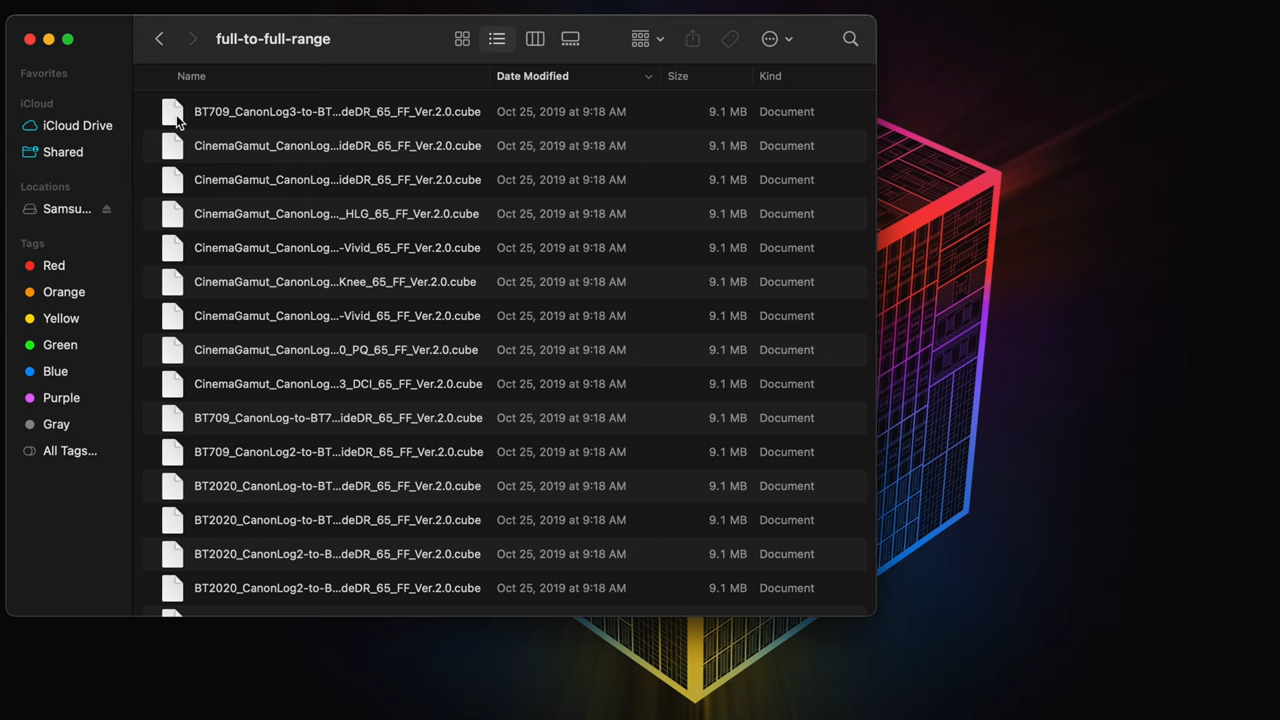 full-to-full-range
Name Date Modified Size Kind
Favorites
iCloud
iCloud Drive
Shared
Locations
Samsu...
Tags
Red
Orange
Yellow
Green
Blue
Purple
Gray
All Tags...
BT709_CanonLog3-to-BT...deDR_65_FF_Ver.2.0.cube Oct 25, 2019 at 9:18 AM 9.1 MB Document
CinemaGamut_CanonLog...ideDR_65_FF_Ver.2.0.cube Oct 25, 2019 at 9:18 AM 9.1 MB Document
CinemaGamut_CanonLog...ideDR_65_FF_Ver.2.0.cube Oct 25, 2019 at 9:18 AM 9.1 MB Document
CinemaGamut_CanonLog..._HLG_65_FF_Ver.2.0.cube Oct 25, 2019 at 9:18 AM 9.1 MB Document
CinemaGamut_CanonLog...-Vivid_65_FF_Ver.2.0.cube Oct 25, 2019 at 9:18 AM 9.1 MB Document
CinemaGamut_CanonLog...Knee_65_FF_Ver.2.0.cube Oct 25, 2019 at 9:18 AM 9.1 MB Document
CinemaGamut_CanonLog...-Vivid_65_FF_Ver.2.0.cube Oct 25, 2019 at 9:18 AM 9.1 MB Document
CinemaGamut_CanonLog...0_PQ_65_FF_Ver.2.0.cube Oct 25, 2019 at 9:18 AM 9.1 MB Document
CinemaGamut_CanonLog...3_DCI_65_FF_Ver.2.0.cube Oct 25, 2019 at 9:18 AM 9.1 MB Document
BT709_CanonLog-to-BT7...ideDR_65_FF_Ver.2.0.cube Oct 25, 2019 at 9:18 AM 9.1 MB Document
BT709_CanonLog2-to-BT...ideDR_65_FF_Ver.2.0.cube Oct 25, 2019 at 9:18 AM 9.1 MB Document
BT2020_CanonLog-to-BT...deDR_65_FF_Ver.2.0.cube Oct 25, 2019 at 9:18 AM 9.1 MB Document
BT2020_CanonLog-to-BT...deDR_65_FF_Ver.2.0.cube Oct 25, 2019 at 9:18 AM 9.1 MB Document
BT2020_CanonLog2-to-B...deDR_65_FF_Ver.2.0.cube Oct 25, 2019 at 9:18 AM 9.1 MB Document
BT2020_CanonLog2-to-B...deDR_65_FF_Ver.2.0.cube Oct 25, 2019 at 9:18 AM 9.1 MB Document